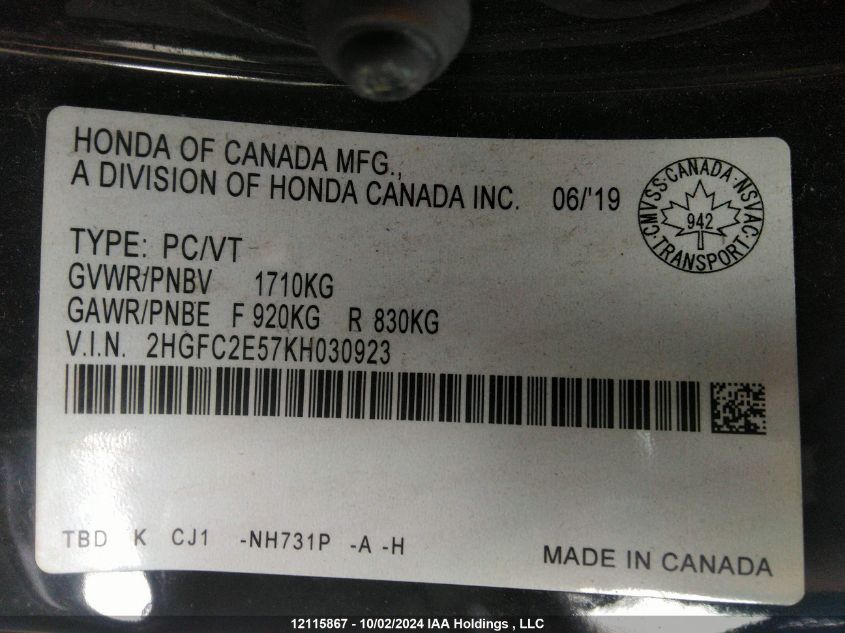 HONDA OF CANADA MFG.,
A DIVISION OF HONDA CANADA INC. 06/'19
CMVSS·CANADA·NSVAC·TRANSPORT·
942
TYPE: PC/VT
GVWR/PNBV 1710KG
GAWR/PNBE F 920KG R 830KG
V.I.N. 2HGFC2E57KH030923
TBD K CJ1 -NH731P -A -H
MADE IN CANADA
12115867 - 10/02/2024 IAA Holdings , LLC